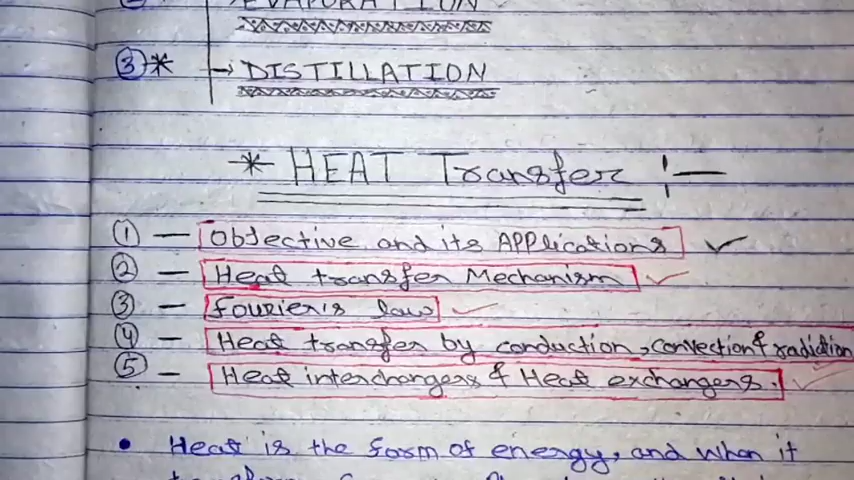 ② EVAPORATION
③* → DISTILLATION
* HEAT Transfer :-
① — Objective and its Applications ✓
② — Heat transfer Mechanism ✓
③ — Fourier's law ✓
④ — Heat transfer by conduction, convection & radiation
⑤ — Heat interchangers & Heat exchangers. ✓
• Heat is the form of energy, and when it